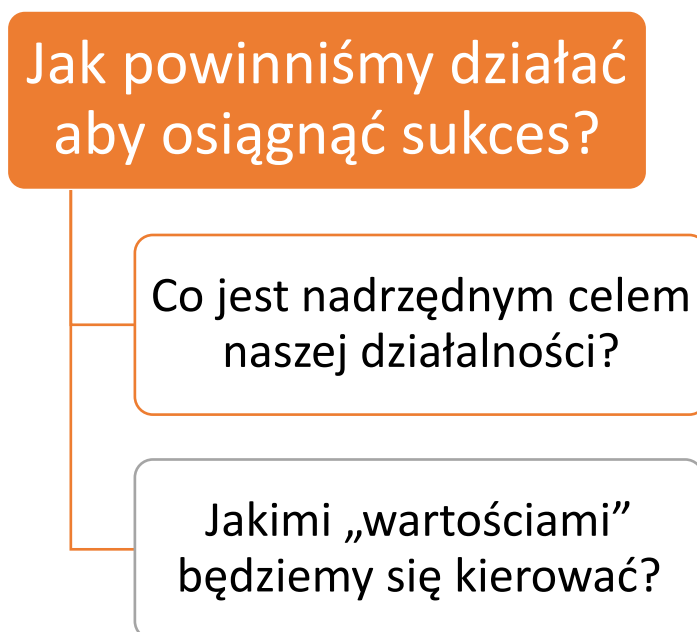 Jak powinniśmy działać
aby osiągnąć sukces?
Co jest nadrzędnym celem
naszej działalności?
Jakimi „wartościami”
będziemy się kierować?